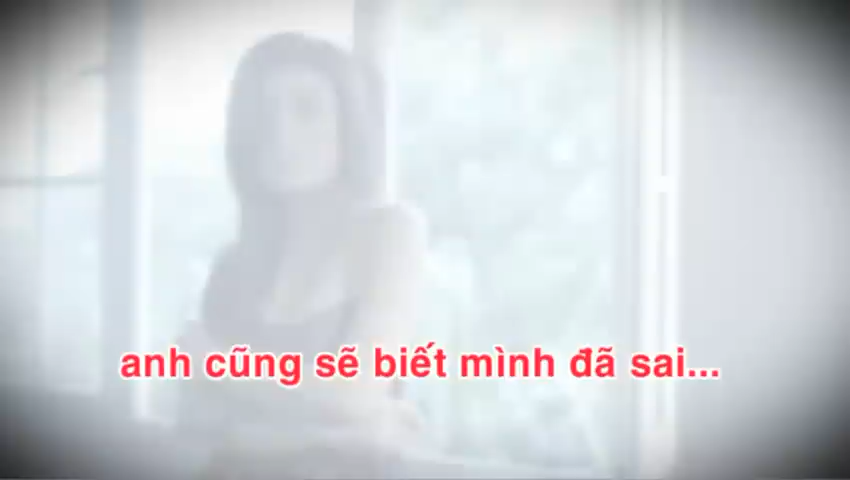 anh cũng sẽ biết mình đã sai...